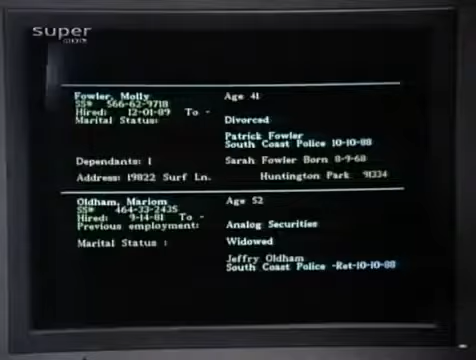 super
Fowler, Molly Age 41
SS# 566-62-9718
Hired: 12-01-89 To -
Marital Status: Divorced
Patrick Fowler
South Coast Police 10-10-88
Dependants: 1 Sarah Fowler Born 8-9-68
Address: 19822 Surf Ln. Huntington Park 91334
Oldham, Mariom Age 52
SS# 464-33-2435
Hired: 9-14-81 To -
Previous employment: Analog Securities
Marital Status : Widowed
Jeffry Oldham
South Coast Police -Ret-10-10-88